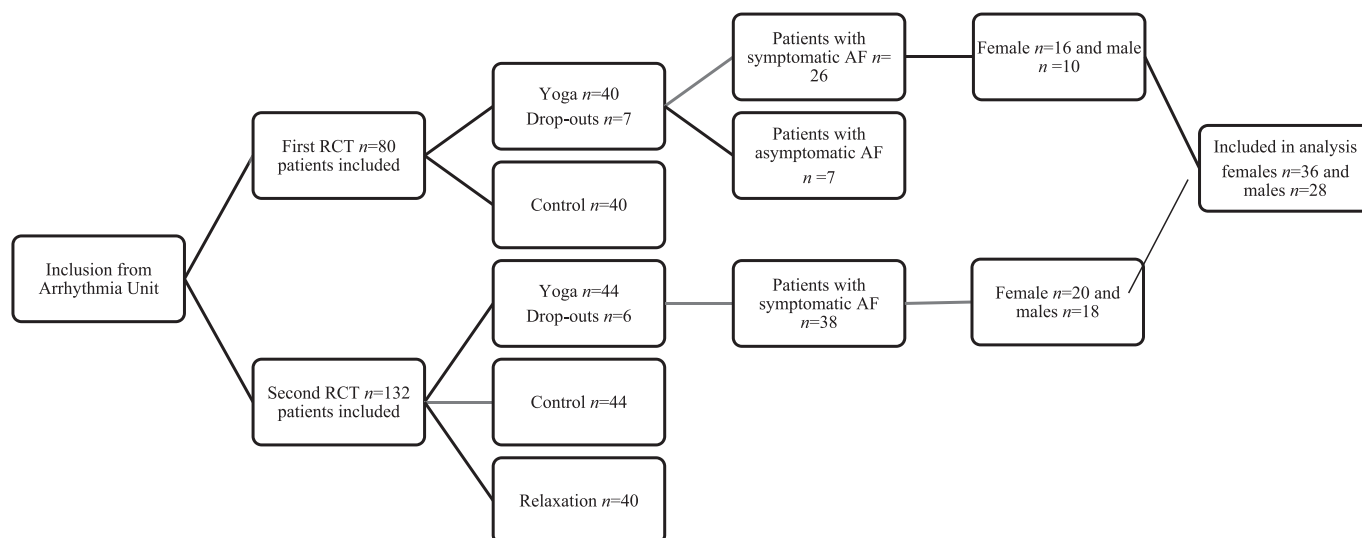 Inclusion from
Arrhythmia Unit
First RCT n=80
patients included
Second RCT n=132
patients included
Yoga n=40
Drop-outs n=7
Control n=40
Yoga n=44
Drop-outs n=6
Control n=44
Relaxation n=40
Patients with
symptomatic AF n=
26
Patients with
asymptomatic AF
n =7
Patients with
symptomatic AF
n=38
Female n=16 and male
n =10
Female n=20 and
males n=18
Included in analysis
females n=36 and
males n=28